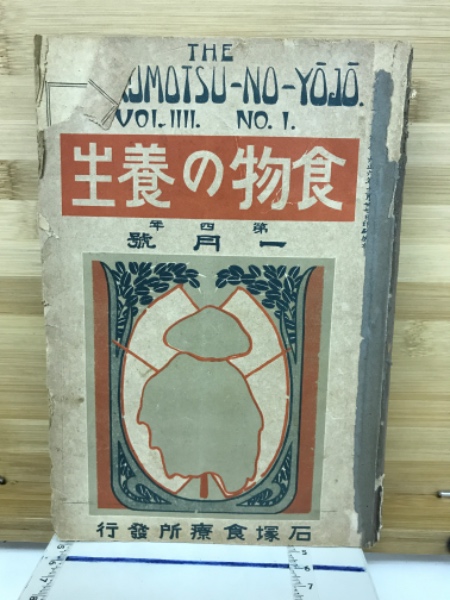 THE
UMOTSU-NO-YŌJŌ.
VOL. IIII. NO. 1.
食物の養生
第四年
一月號
石塚食療所發行